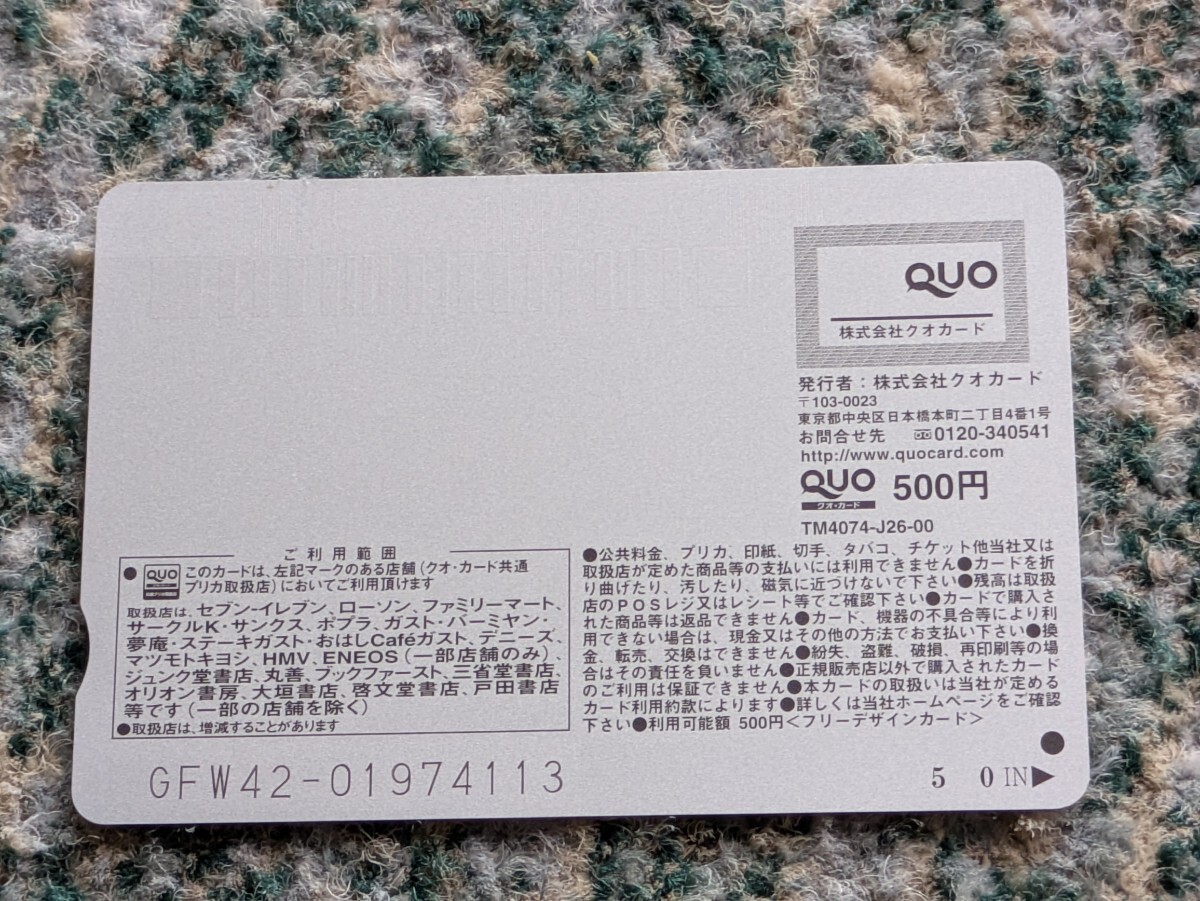 QUO
株式会社クオカード
発行者：株式会社クオカード
〒103-0023
東京都中央区日本橋本町二丁目4番1号
お問合せ先 0120-340541
http://www.quocard.com
QUO 500円
クオ・カード
TM4074-J26-00
ご利用範囲
●QUO このカードは、左記マークのある店舗（クオ・カード共通
プリカ取扱店）においてご利用頂けます
取扱店は、セブン-イレブン、ローソン、ファミリーマート、
サークルK・サンクス、ポプラ、ガスト・バーミヤン・
夢庵・ステーキガスト・おはしCaféガスト、デニーズ、
マツモトキヨシ、HMV、ENEOS（一部店舗のみ）、
ジュンク堂書店、丸善、ブックファースト、三省堂書店、
オリオン書房、大垣書店、啓文堂書店、戸田書店
等です（一部の店舗を除く）
●取扱店は、増減することがあります
●公共料金、プリカ、印紙、切手、タバコ、チケット他当社又は
取扱店が定めた商品等の支払いには利用できません●カードを折
り曲げたり、汚したり、磁気に近づけないで下さい●残高は取扱
店のPOSレジ又はレシート等でご確認下さい●カードで購入さ
れた商品等は返品できません●カード、機器の不具合等により利
用できない場合は、現金又はその他の方法でお支払い下さい●換
金、転売、交換はできません●紛失、盗難、破損、再印刷等の場
合はその責任を負いません●正規販売店以外で購入されたカード
のご利用は保証できません●本カードの取扱いは当社が定める
カード利用約款によります●詳しくは当社ホームページをご確認
下さい●利用可能額 500円＜フリーデザインカード＞
GFW42-01974113
5 0 IN▶